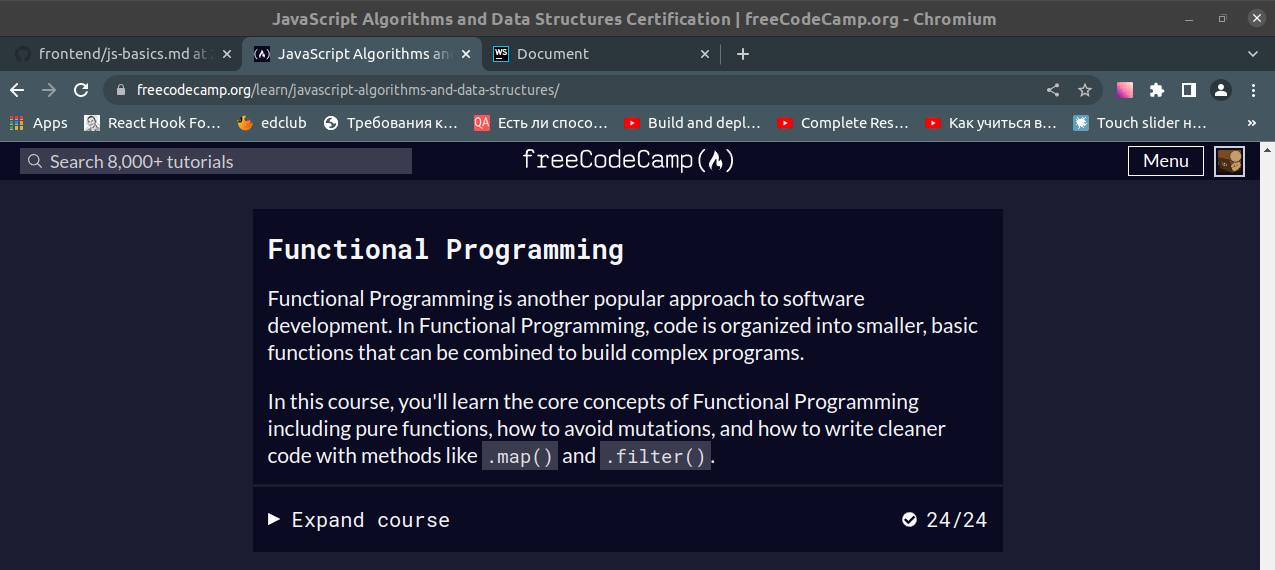 JavaScript Algorithms and Data Structures Certification | freeCodeCamp.org - Chromium
frontend/js-basics.md at
JavaScript Algorithms an
WS Document
freecodecamp.org/learn/javascript-algorithms-and-data-structures/
Apps React Hook Fo... edclub Требования к... QA Есть ли спосо... Build and depl... Complete Res... Как учиться в... Touch slider н... »
Search 8,000+ tutorials
freeCodeCamp
Menu
Functional Programming
Functional Programming is another popular approach to software
development. In Functional Programming, code is organized into smaller, basic
functions that can be combined to build complex programs.
In this course, you'll learn the core concepts of Functional Programming
including pure functions, how to avoid mutations, and how to write cleaner
code with methods like .map() and .filter().
Expand course
24/24